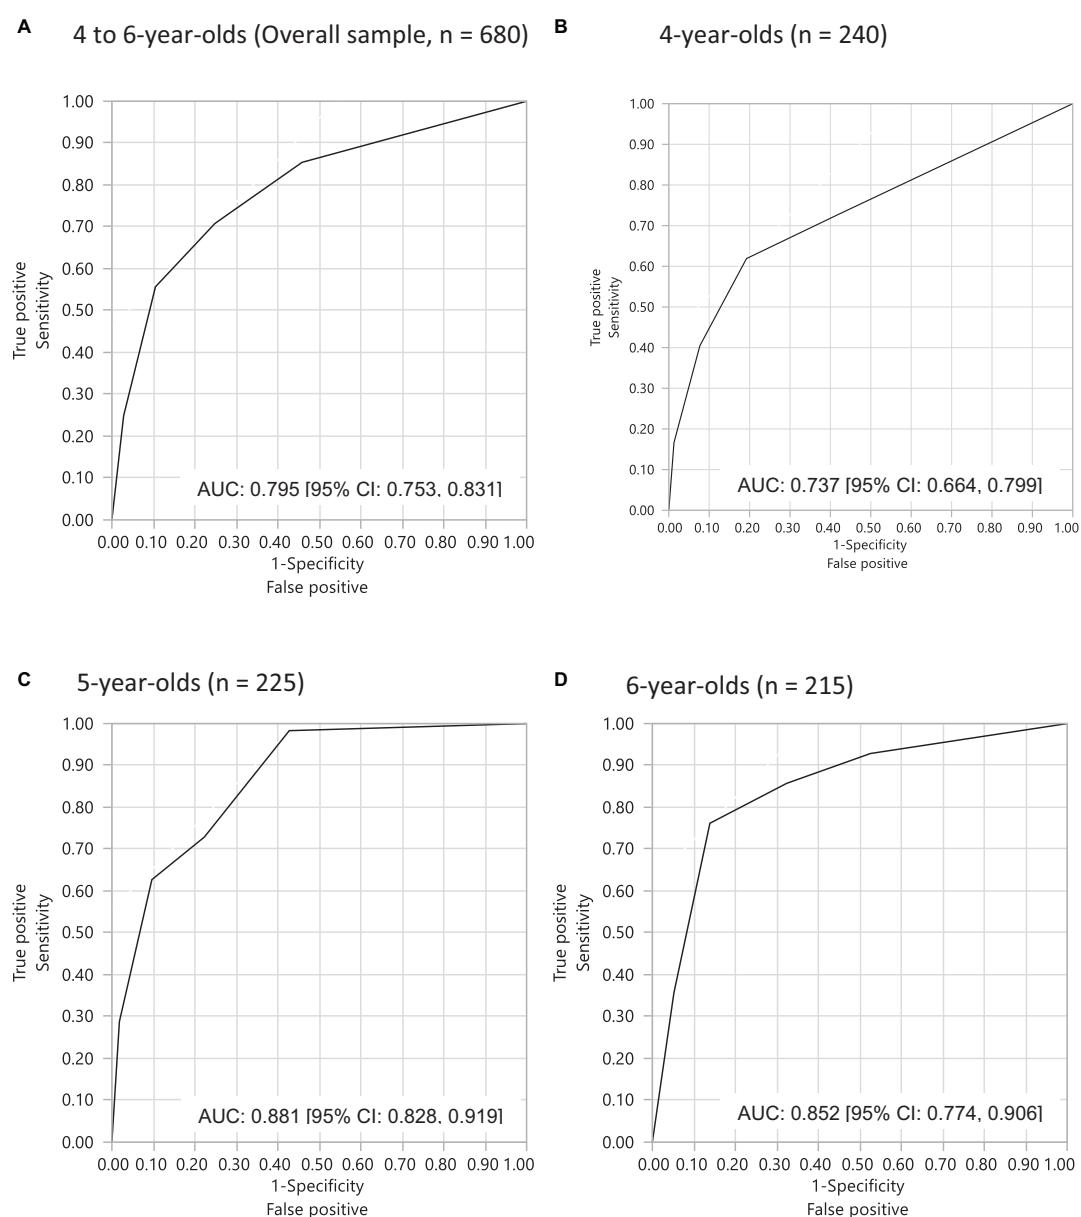 A
4 to 6-year-olds (Overall sample, n = 680)
1.00
0.90
0.80
0.70
0.60
0.50
0.40
0.30
0.20
0.10
0.00
True positive
Sensitivity
AUC: 0.795 [95% CI: 0.753, 0.831]
0.00 0.10 0.20 0.30 0.40 0.50 0.60 0.70 0.80 0.90 1.00
1-Specificity
False positive
B
4-year-olds (n = 240)
1.00
0.90
0.80
0.70
0.60
0.50
0.40
0.30
0.20
0.10
0.00
True positive
Sensitivity
AUC: 0.737 [95% CI: 0.664, 0.799]
0.00 0.10 0.20 0.30 0.40 0.50 0.60 0.70 0.80 0.90 1.00
1-Specificity
False positive
C
5-year-olds (n = 225)
1.00
0.90
0.80
0.70
0.60
0.50
0.40
0.30
0.20
0.10
0.00
True positive
Sensitivity
AUC: 0.881 [95% CI: 0.828, 0.919]
0.00 0.10 0.20 0.30 0.40 0.50 0.60 0.70 0.80 0.90 1.00
1-Specificity
False positive
D
6-year-olds (n = 215)
1.00
0.90
0.80
0.70
0.60
0.50
0.40
0.30
0.20
0.10
0.00
True positive
Sensitivity
AUC: 0.852 [95% CI: 0.774, 0.906]
0.00 0.10 0.20 0.30 0.40 0.50 0.60 0.70 0.80 0.90 1.00
1-Specificity
False positive